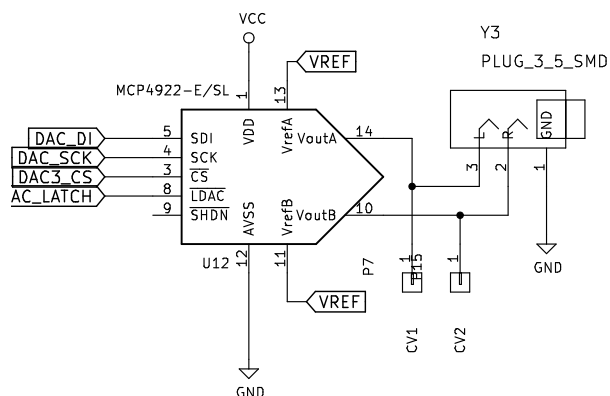 VCC
Y3
PLUG_3_5_SMD
VREF
MCP4922-E/SL
1
13
VDD
VrefA
VoutA
14
L
R
GND
DAC_DI
5
SDI
DAC_SCK
4
SCK
DAC3_CS
3
CS
AC_LATCH
8
LDAC
9
SHDN
AVSS
VrefB
VoutB
10
3
2
1
U12
12
11
P7
1
P15
1
GND
VREF
CV1
CV2
GND